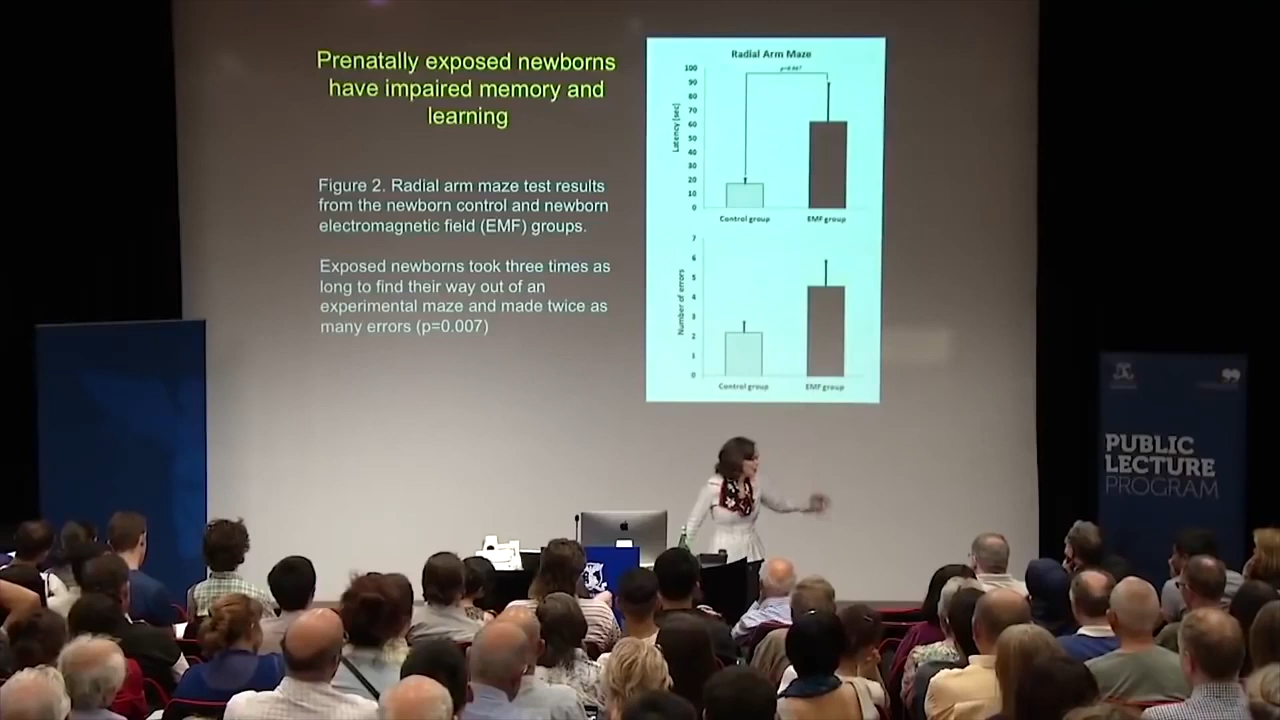 Prenatally exposed newborns
have impaired memory and
learning
Figure 2. Radial arm maze test results
from the newborn control and newborn
electromagnetic field (EMF) groups.
Exposed newborns took three times as
long to find their way out of an
experimental maze and made twice as
many errors (p=0.007)
Radial Arm Maze
100
90
80
70
60
50
40
30
20
10
0
Latency (sec)
Control group
EMF group
7
6
5
4
3
2
1
0
Number of errors
Control group
EMF group
PUBLIC
LECTURE
PROGRAM